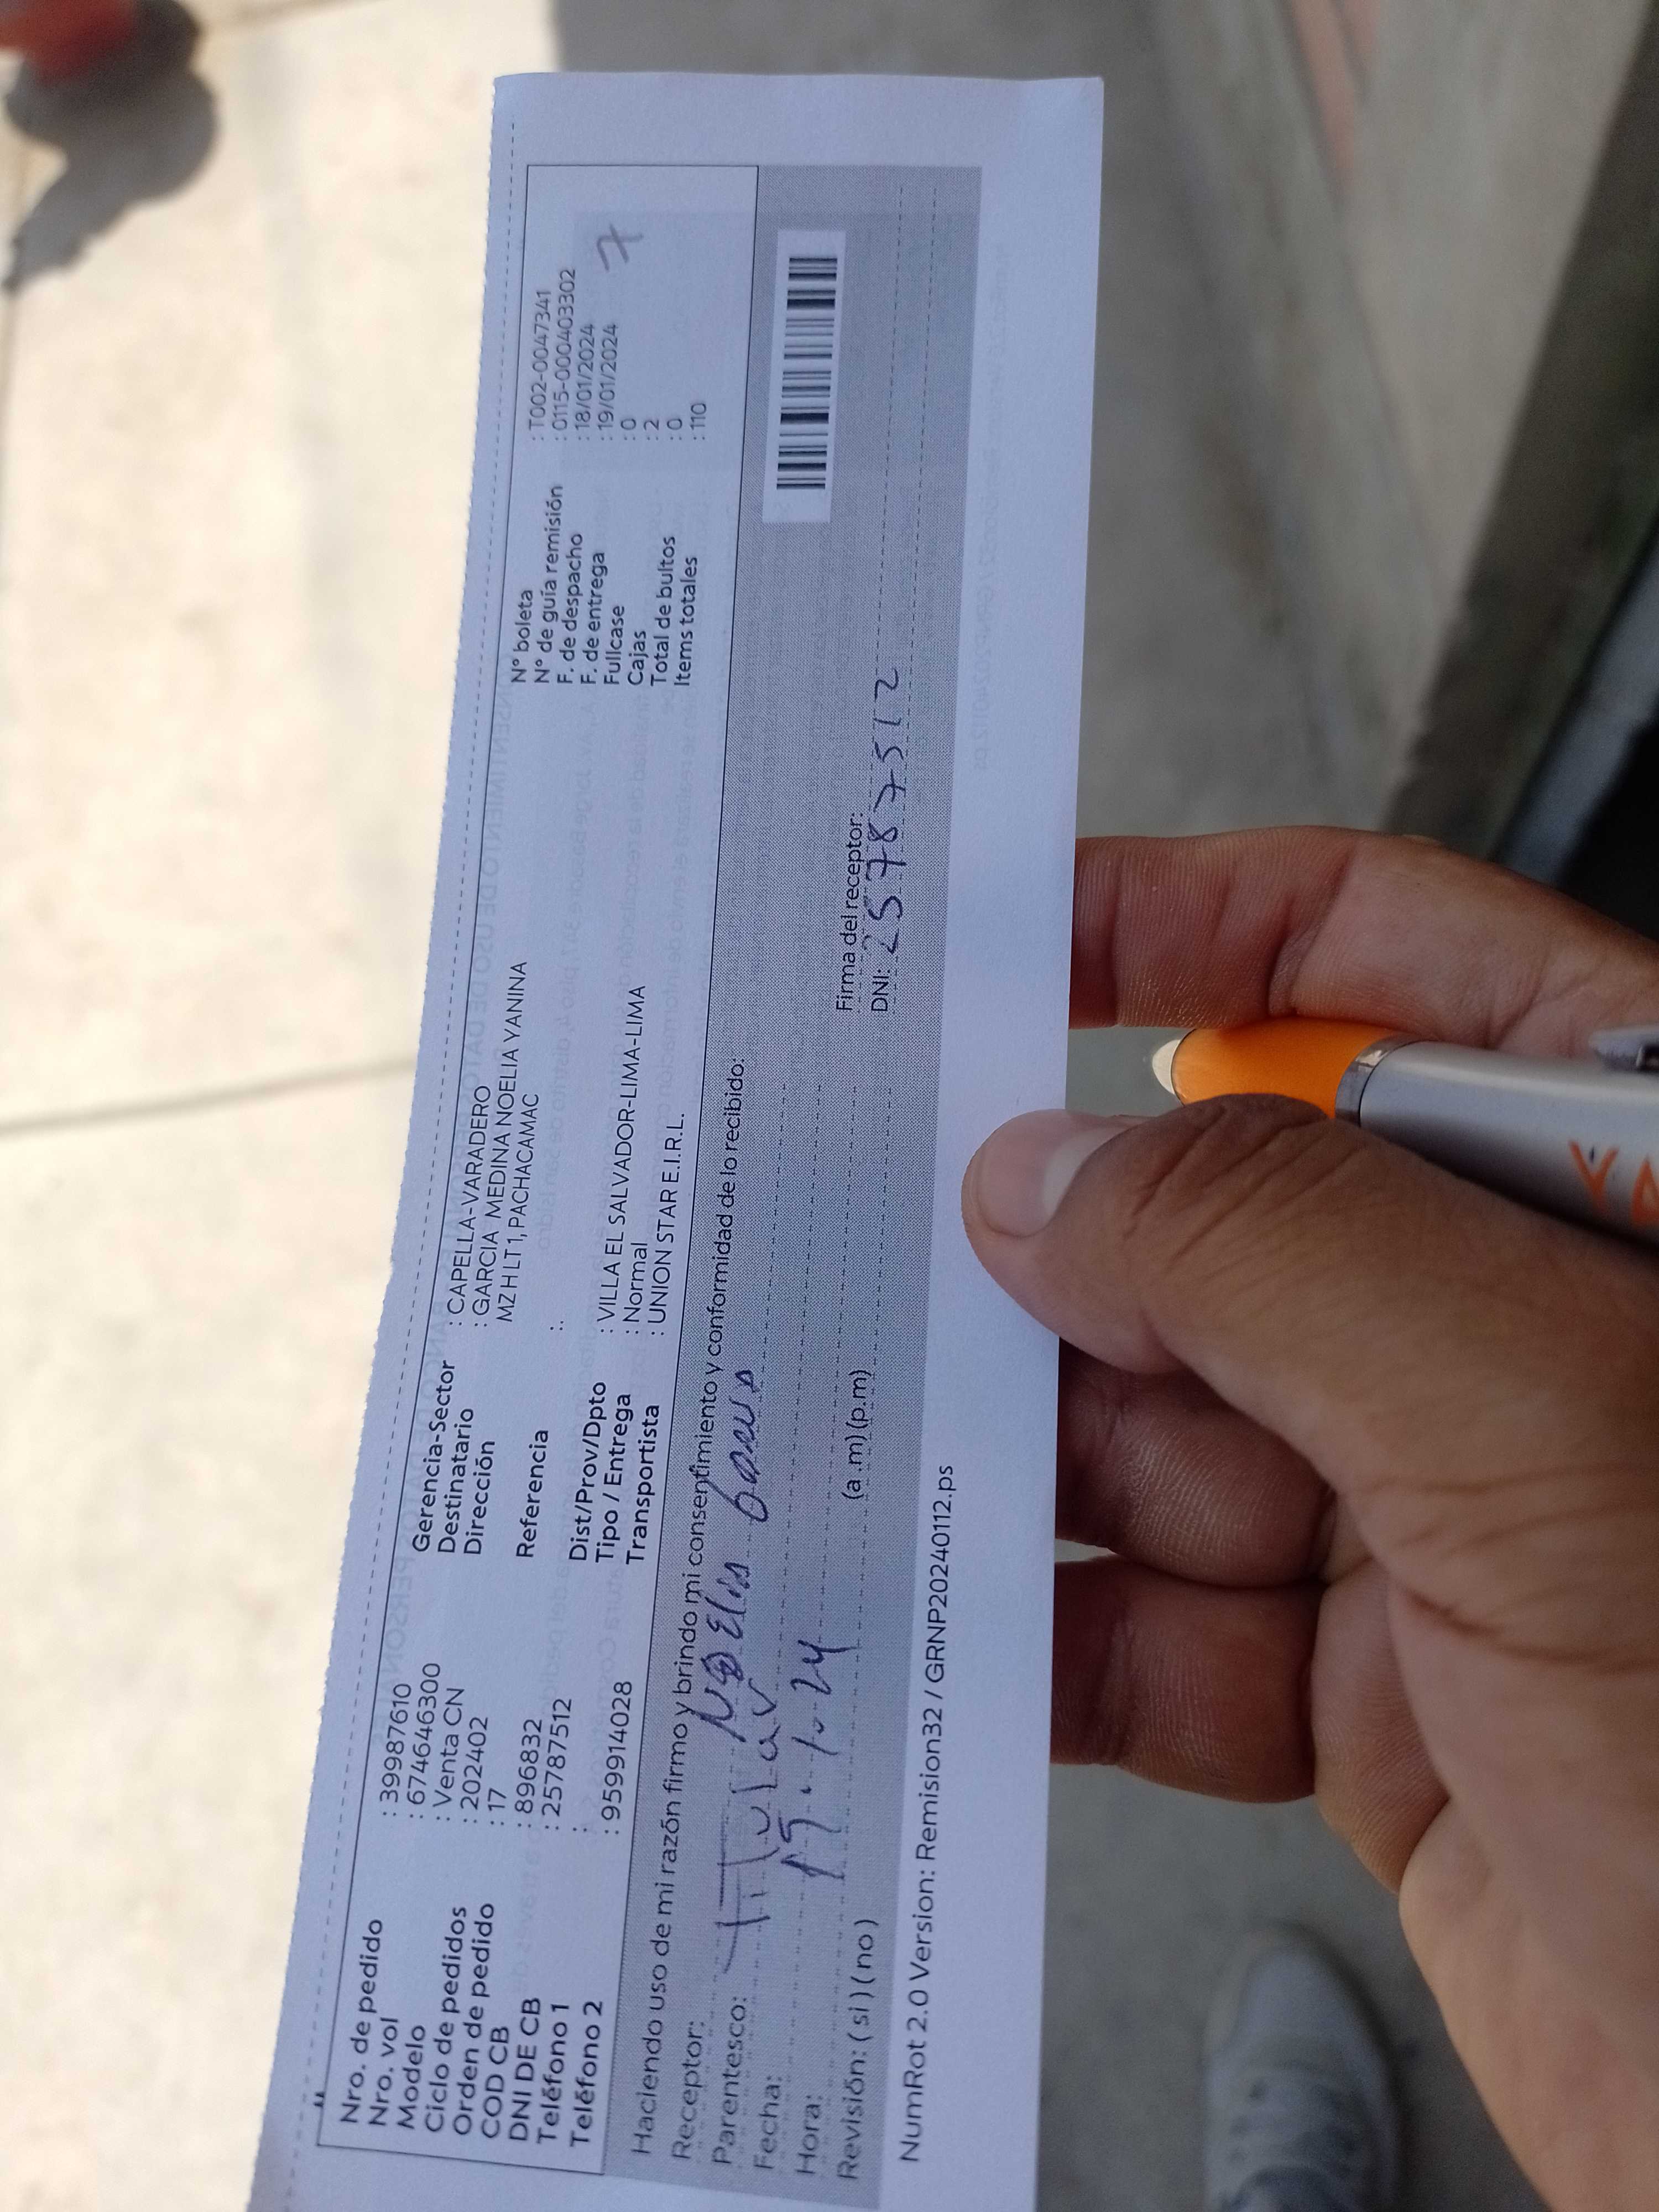 Nro. de pedido : 39987610
Nro. vol : 674646300
Modelo : Venta CN
Ciclo de pedidos : 202402
Orden de pedido : 17
COD CB : 896832
DNI DE CB : 25787512
Teléfono 1 :
Teléfono 2 : 959914028
Gerencia-Sector : CAPELLA-VARADERO
Destinatario : GARCIA MEDINA NOELIA YANINA
Dirección MZ H LT 1, PACHACAMAC
Referencia : .
Dist/Prov/Dpto : VILLA EL SALVADOR-LIMA-LIMA
Tipo / Entrega : Normal
Transportista : UNION STAR E.I.R.L.
N° boleta : T002-0047341
N° de guía remisión : 0115-000403302
F. de despacho : 18/01/2024
F. de entrega : 19/01/2024
Fullcase : 0
Cajas : 2
Total de bultos : 0
Items totales : 110
7
Haciendo uso de mi razón firmo y brindo mi consentimiento y conformidad de lo recibido:
Receptor: Noelia
Parentesco: Titular
Fecha: 19. 1. 24
Hora: (a .m) (p.m)
Revisión: ( si ) ( no )
Firma del receptor:
DNI: 25787512
NumRot 2.0 Version: Remision32 / GRNP20240112.ps